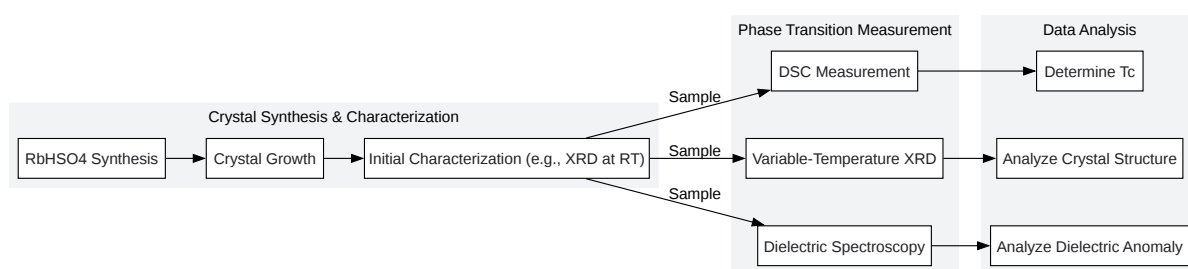 Phase Transition Measurement
Data Analysis
DSC Measurement
Determine Tc
Sample
Crystal Synthesis & Characterization
RbHSO4 Synthesis
Crystal Growth
Initial Characterization (e.g., XRD at RT)
Sample
Variable-Temperature XRD
Analyze Crystal Structure
Sample
Dielectric Spectroscopy
Analyze Dielectric Anomaly